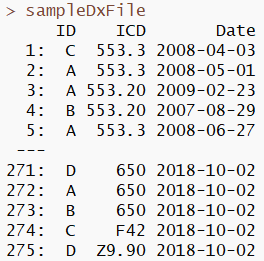 > sampleDxFile
ID ICD Date
1: C 553.3 2008-04-03
2: A 553.3 2008-05-01
3: A 553.20 2009-02-23
4: B 553.20 2007-08-29
5: A 553.3 2008-06-27
---
271: D 650 2018-10-02
272: A 650 2018-10-02
273: B 650 2018-10-02
274: C F42 2018-10-02
275: D Z9.90 2018-10-02